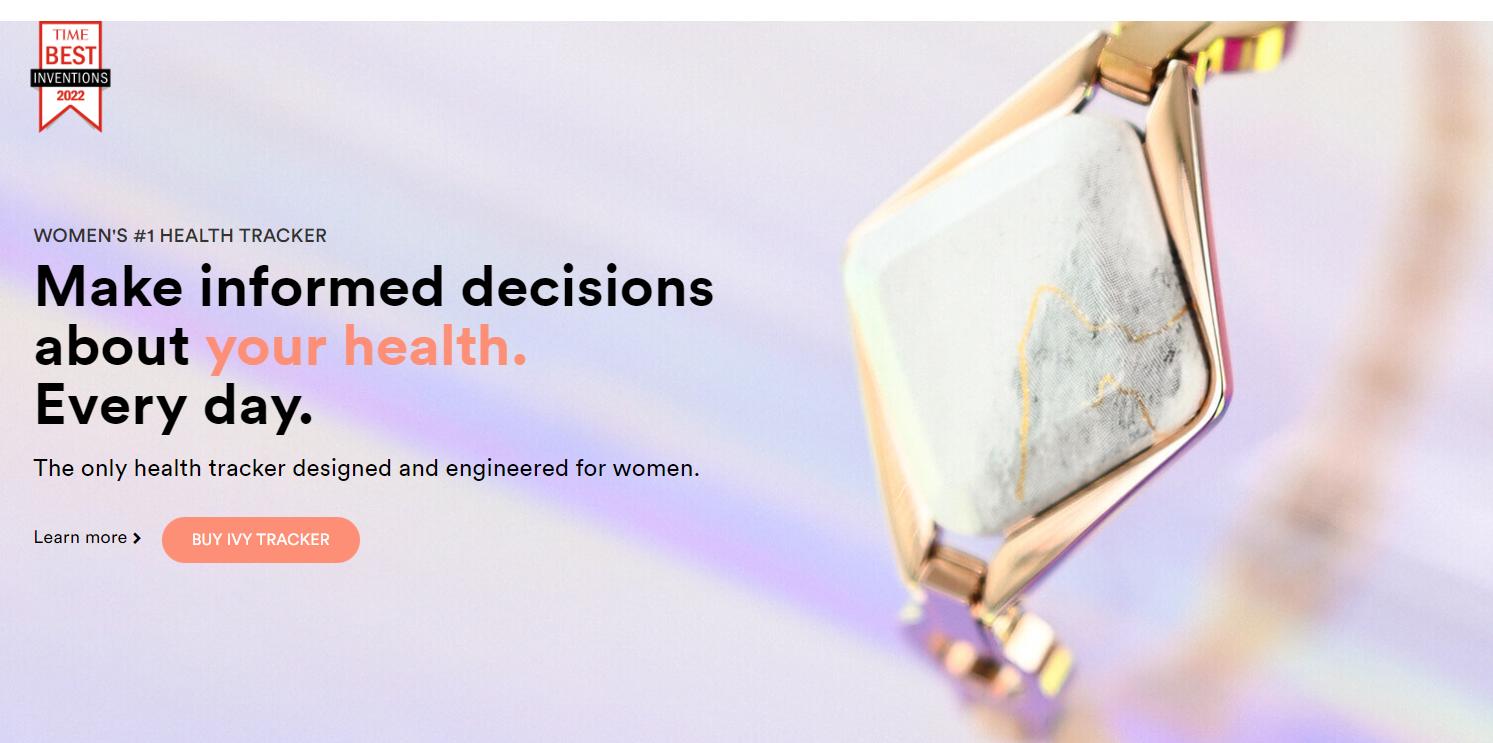 TIME
BEST
INVENTIONS
2022
WOMEN'S #1 HEALTH TRACKER
Make informed decisions
about your health.
Every day.
The only health tracker designed and engineered for women.
Learn more
BUY IVY TRACKER